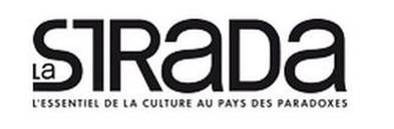 La STRaDa
L'ESSENTIEL DE LA CULTURE AU PAYS DES PARADOXES